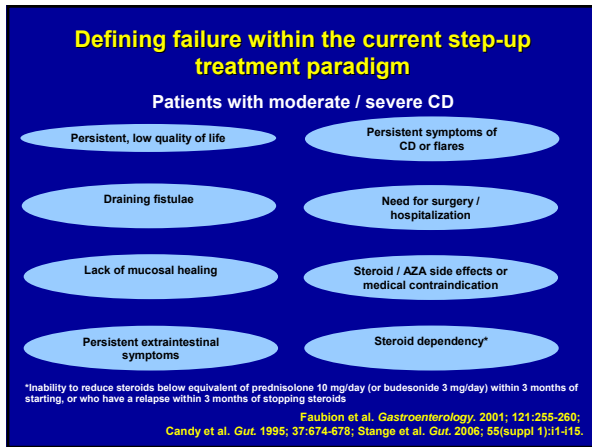 Defining failure within the current step-up
treatment paradigm
Patients with moderate / severe CD
Persistent, low quality of life
Persistent symptoms of
CD or flares
Draining fistulae
Need for surgery /
hospitalization
Lack of mucosal healing
Steroid / AZA side effects or
medical contraindication
Persistent extraintestinal
symptoms
Steroid dependency*
*Inability to reduce steroids below equivalent of prednisolone 10 mg/day (or budesonide 3 mg/day) within 3 months of
starting, or who have a relapse within 3 months of stopping steroids
Faubion et al. Gastroenterology. 2001; 121:255-260;
Candy et al. Gut. 1995; 37:674-678; Stange et al. Gut. 2006; 55(suppl 1):i1-i15.